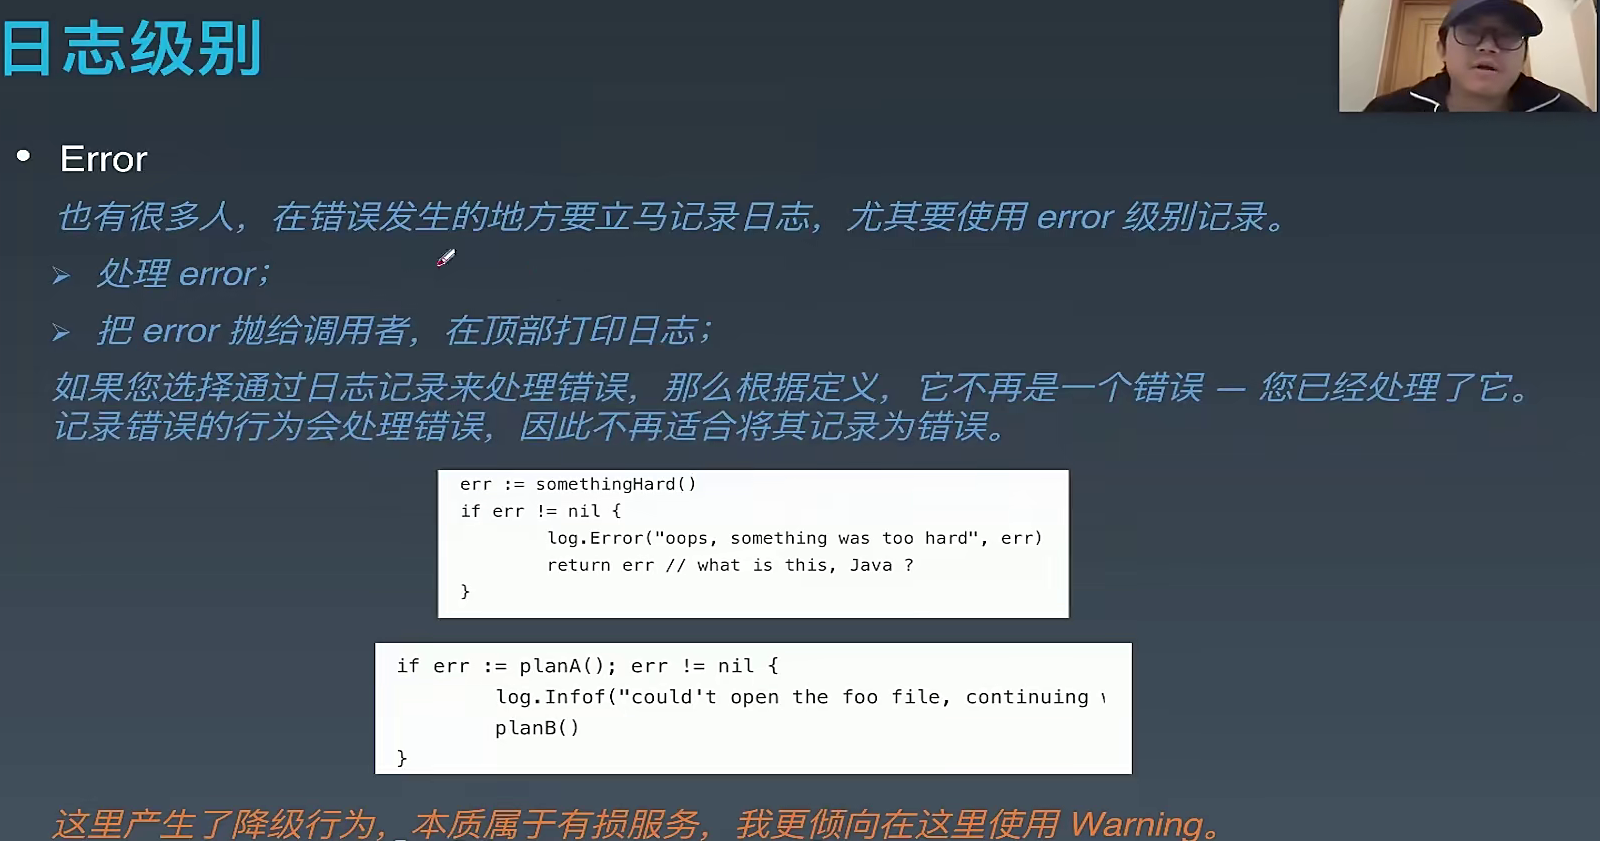 日志级别
• Error
也有很多人，在错误发生的地方要立马记录日志，尤其要使用 error 级别记录。
➢ 处理 error；
➢ 把 error 抛给调用者，在顶部打印日志；
如果您选择通过日志记录来处理错误，那么根据定义，它不再是一个错误 — 您已经处理了它。
记录错误的行为会处理错误，因此不再适合将其记录为错误。
err := somethingHard()
if err != nil {
log.Error("oops, something was too hard", err)
return err // what is this, Java ?
}
if err := planA(); err != nil {
log.Infof("could't open the foo file, continuing
planB()
}
这里产生了降级行为，本质属于有损服务，我更倾向在这里使用 Warning。